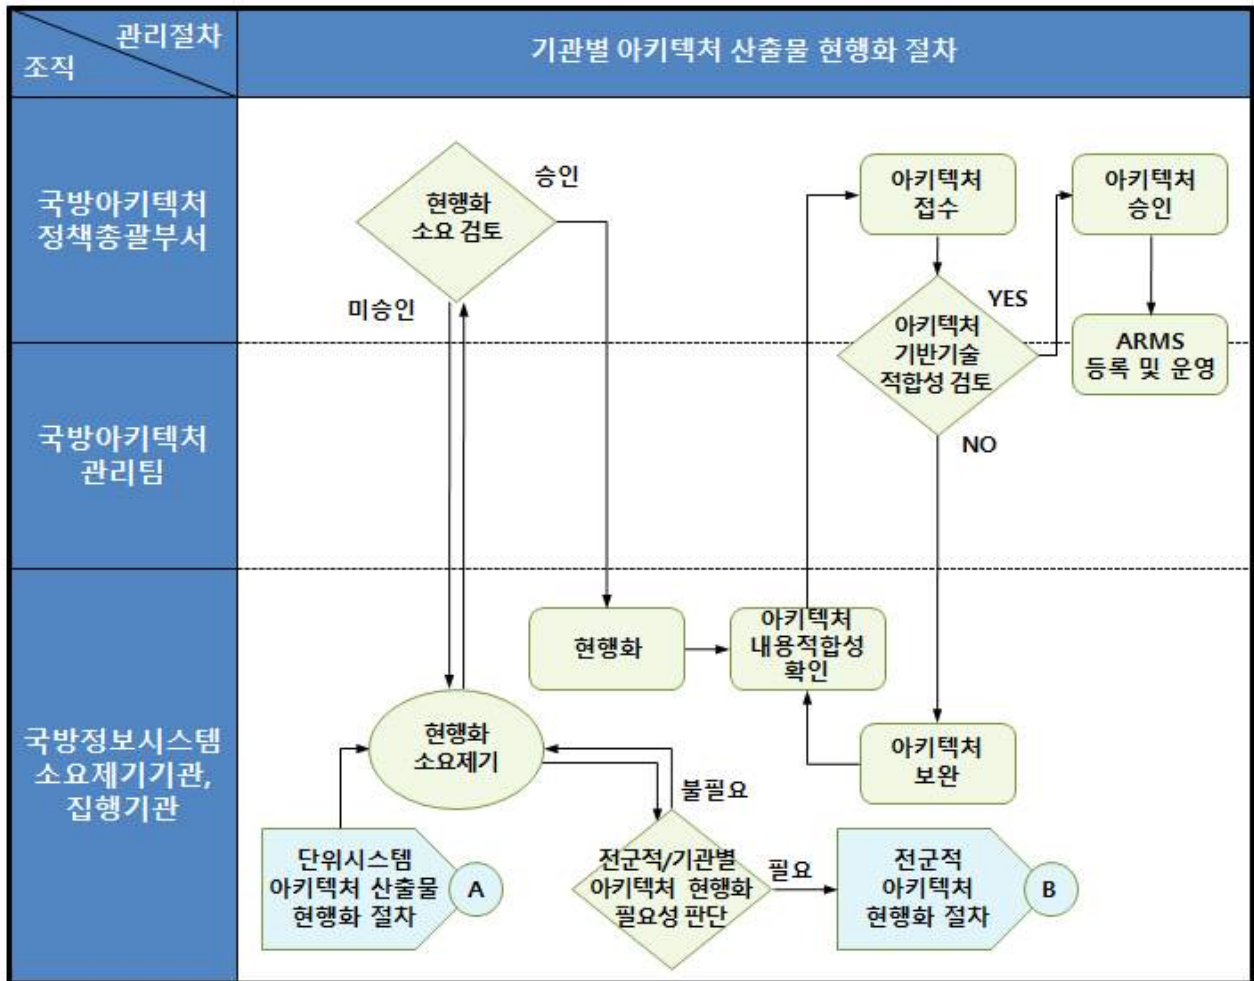 관리절차
조직
기관별 아키텍처 산출물 현행화 절차
국방아키텍처
정책총괄부서
현행화
소요 검토
승인
미승인
아키텍처
접수
아키텍처
승인
YES
아키텍처
기반기술
적합성 검토
ARMS
등록 및 운영
국방아키텍처
관리팀
NO
국방정보시스템
소요제기기관,
집행기관
현행화
아키텍처
내용적합성
확인
현행화
소요제기
아키텍처
보완
불필요
단위시스템
아키텍처 산출물
현행화 절차
A
전군적/기관별
아키텍처 현행화
필요성 판단
필요
전군적
아키텍처
현행화 절차
B